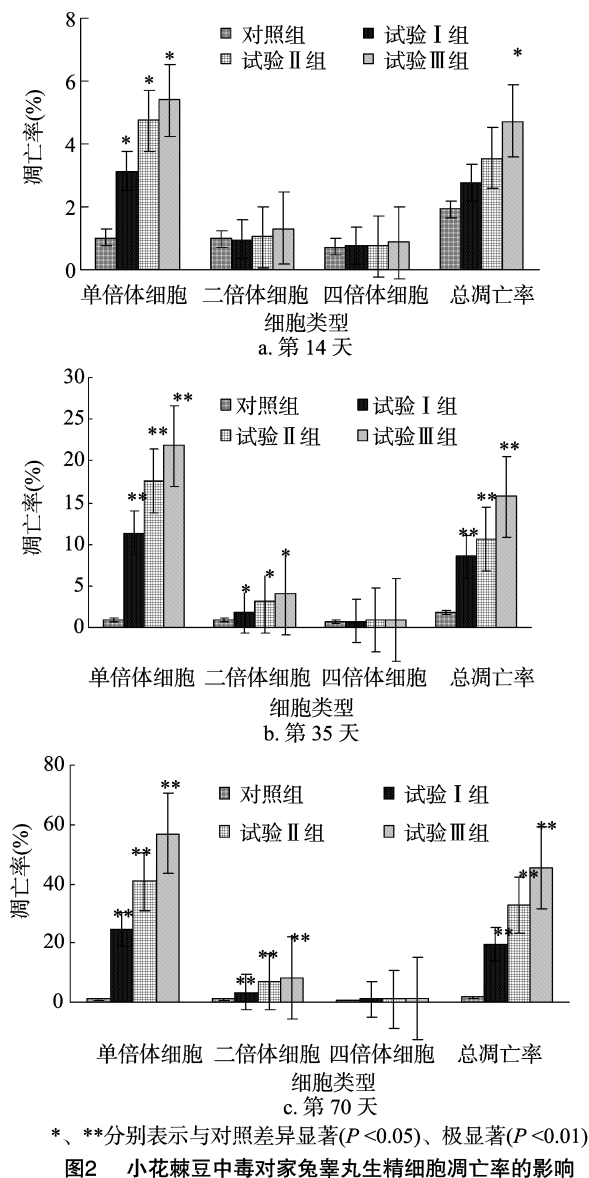 对照组 试验Ⅰ组
试验Ⅱ组 试验Ⅲ组
凋亡率(%)
8
6
4
2
0
* * * *
单倍体细胞 二倍体细胞 四倍体细胞 总凋亡率
细胞类型
a. 第 14 天
对照组 试验Ⅰ组
试验Ⅱ组 试验Ⅲ组
凋亡率(%)
30
25
20
15
10
5
0
** ** ** * * * ** ** **
单倍体细胞 二倍体细胞 四倍体细胞 总凋亡率
细胞类型
b. 第 35 天
对照组 试验Ⅰ组
试验Ⅱ组 试验Ⅲ组
凋亡率(%)
80
60
40
20
0
** ** ** ** ** ** ** ** **
单倍体细胞 二倍体细胞 四倍体细胞 总凋亡率
细胞类型
c. 第 70 天
*、**分别表示与对照差异显著(P <0.05)、极显著(P <0.01)
图2 小花棘豆中毒对家兔睾丸生精细胞凋亡率的影响